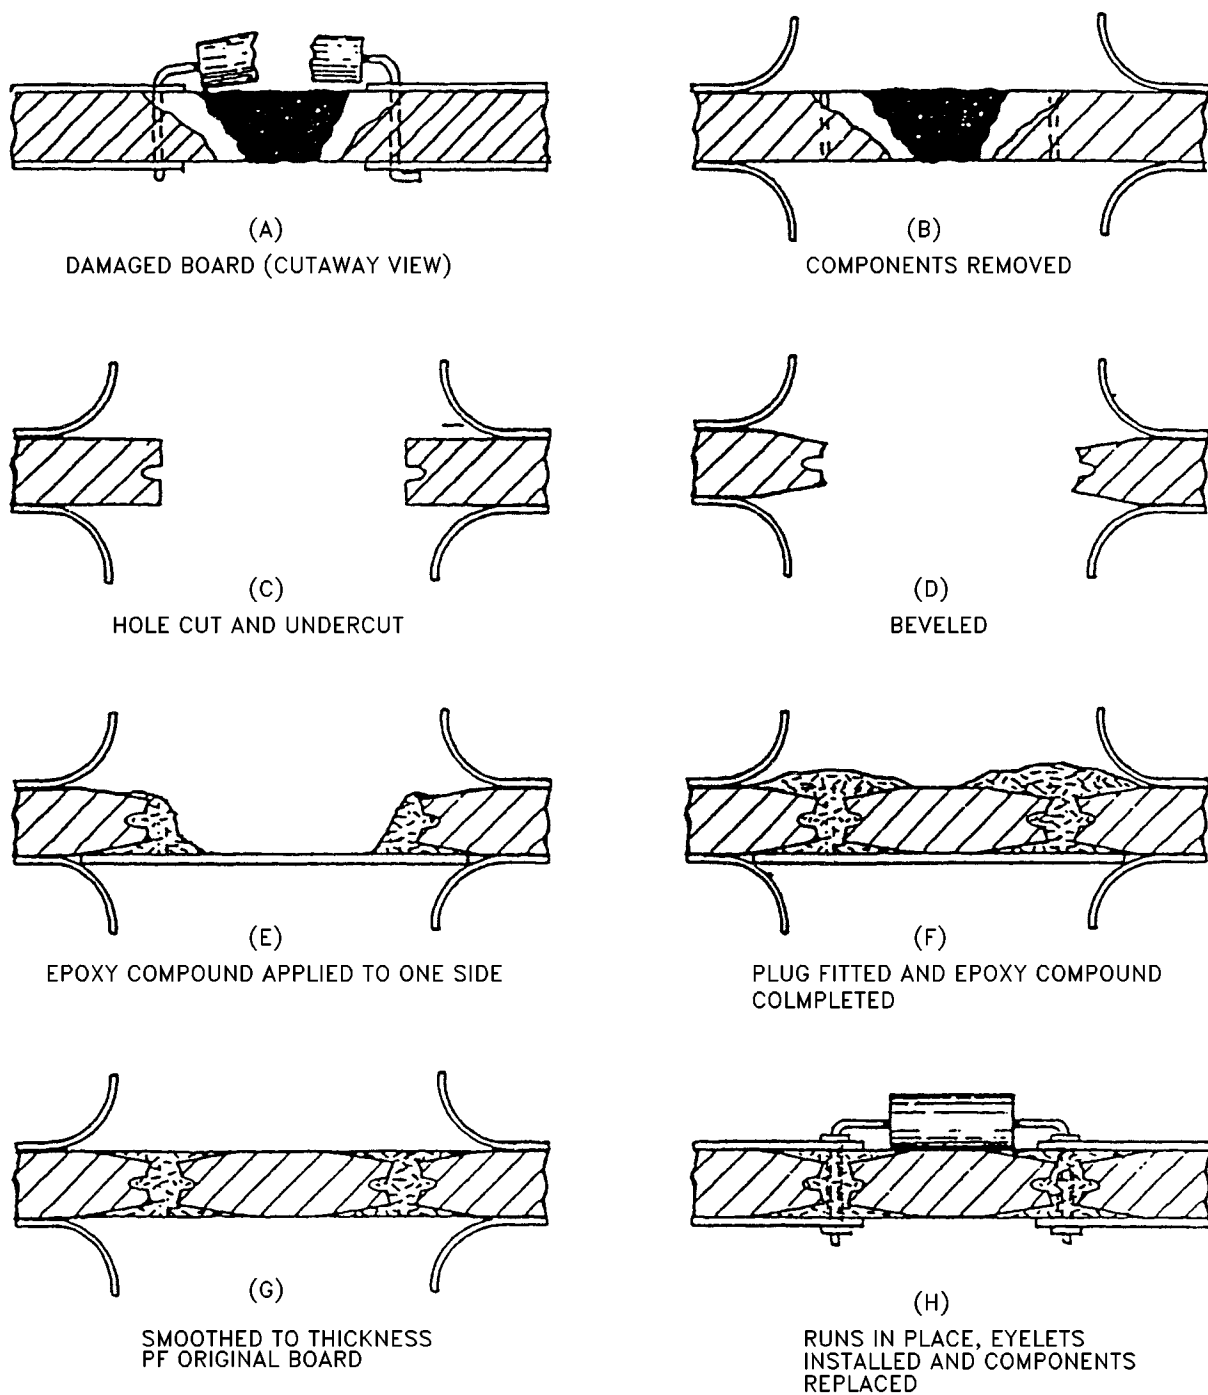 (A)
DAMAGED BOARD (CUTAWAY VIEW)
(B)
COMPONENTS REMOVED
(C)
HOLE CUT AND UNDERCUT
(D)
BEVELED
(E)
EPOXY COMPOUND APPLIED TO ONE SIDE
(F)
PLUG FITTED AND EPOXY COMPOUND
COLMPLETED
(G)
SMOOTHED TO THICKNESS
PF ORIGINAL BOARD
(H)
RUNS IN PLACE, EYELETS
INSTALLED AND COMPONENTS
REPLACED